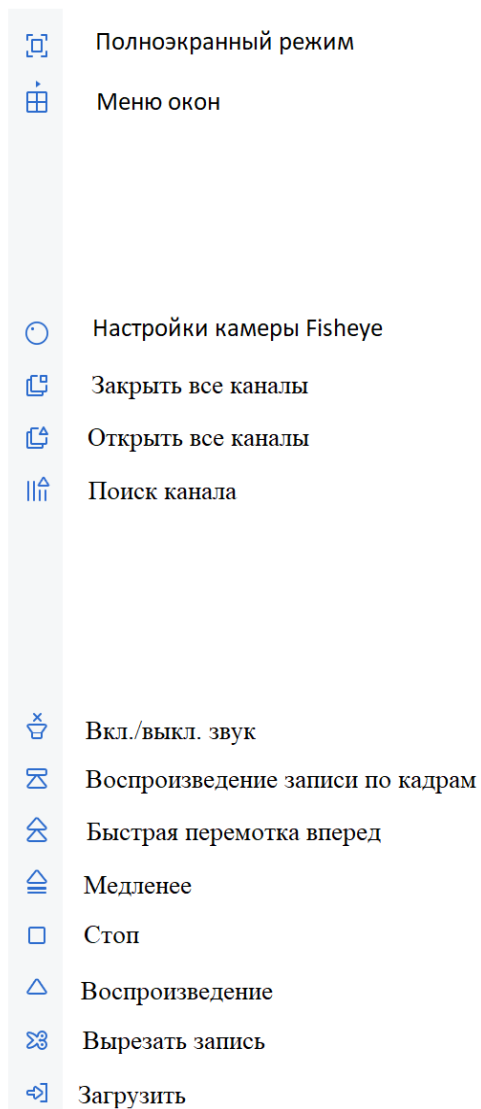 Полноэкранный режим
Меню окон
Настройки камеры Fisheye
Закрыть все каналы
Открыть все каналы
Поиск канала
Вкл./выкл. звук
Воспроизведение записи по кадрам
Быстрая перемотка вперед
Медленее
Стоп
Воспроизведение
Вырезать запись
Загрузить